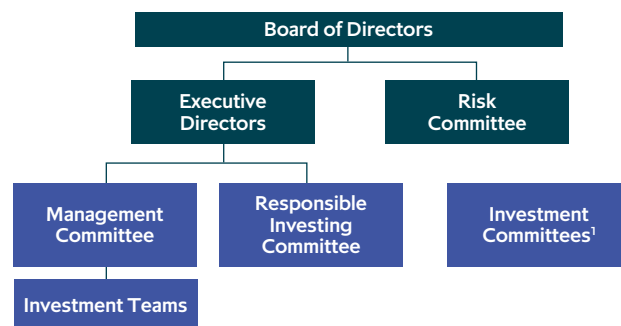 Board of Directors
Executive
Directors
Risk
Committee
Management
Committee
Responsible
Investing
Committee
Investment
Committees¹
Investment Teams